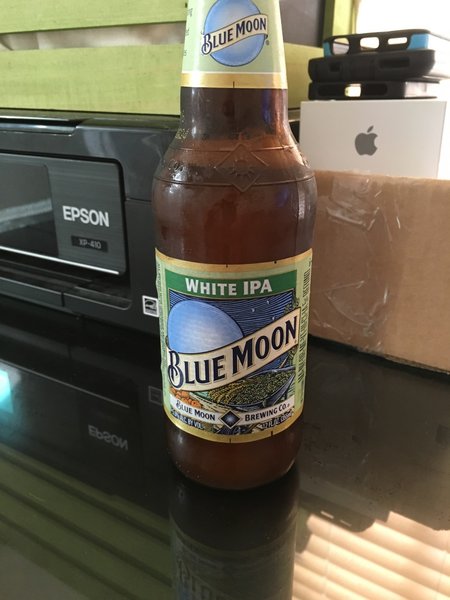 BLUE MOON
EPSON
XP-410
WHITE IPA
BLUE MOON
BLUE MOON BREWING CO.